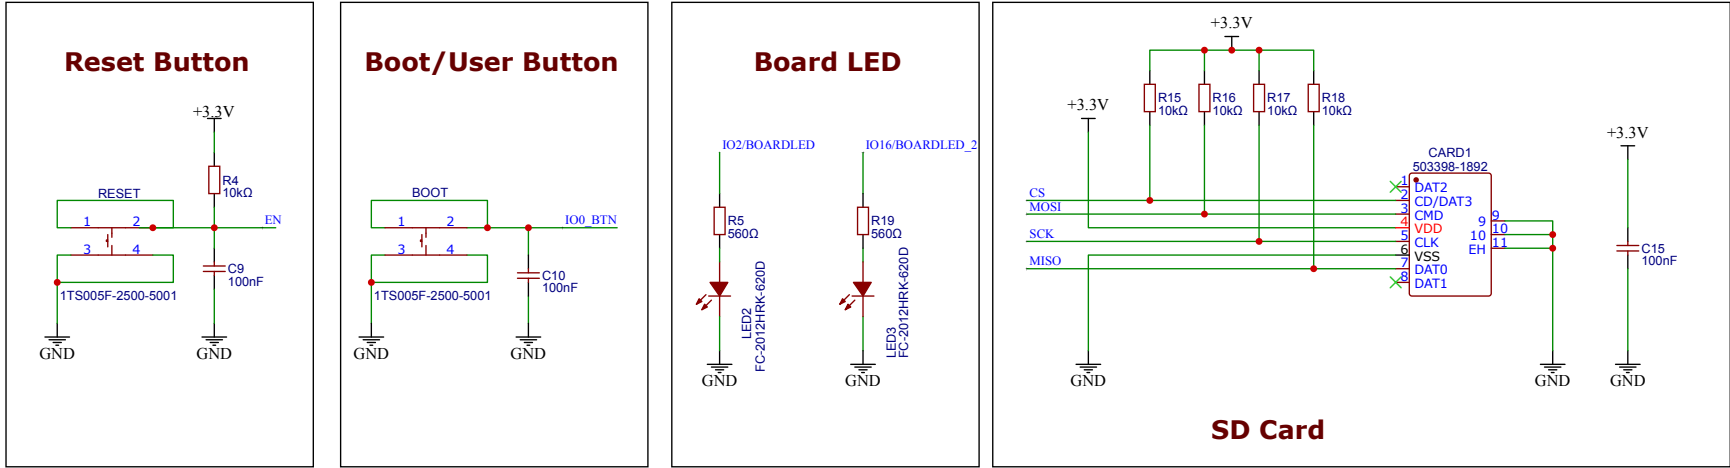 Reset Button
+3.3V
R4
10kΩ
RESET
1
2
EN
3
4
C9
100nF
1TS005F-2500-5001
GND
GND
Boot/User Button
BOOT
1
2
IO0_BTN
3
4
C10
100nF
1TS005F-2500-5001
GND
GND
Board LED
IO2/BOARDLED
IO16/BOARDLED_2
R5
560Ω
R19
560Ω
LED2
FC-2012HRK-620D
LED3
FC-2012HRK-620D
GND
GND
+3.3V
R15
10kΩ
R16
10kΩ
R17
10kΩ
R18
10kΩ
+3.3V
+3.3V
CARD1
503398-1892
CS
MOSI
SCK
MISO
1
DAT2
2
CD/DAT3
3
CMD
4
VDD
5
CLK
6
VSS
7
DAT0
8
DAT1
9
9
10
10
EH
11
C15
100nF
GND
GND
GND
SD Card